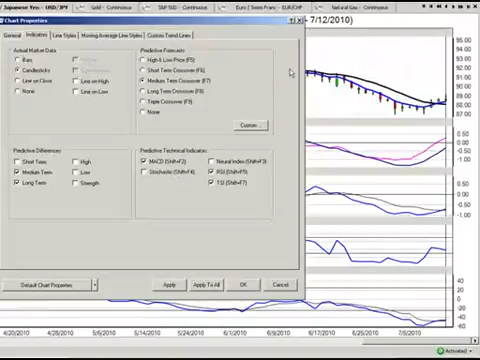 Japanese Yen - USD/JPY Gold - Continuous S&P 500 - Continuous Euro / Swiss Franc - EUR/CHF Natural Gas - Continuous
Chart Properties
- 7/12/2010)
General Indicators Line Styles Moving Average Line Styles Custom Trend Lines
Actual Market Data
Bars
Candlesticks
Line on Close
None
Line on High
Line on Low
Predictive Forecasts
High & Low Price (F5)
Short Term Crossover (F6)
Medium Term Crossover (F7)
Long Term Crossover (F8)
Triple Crossover (F9)
None
Custom ...
Predictive Differences
Short Term
Medium Term
Long Term
High
Low
Strength
Predictive Technical Indicators
MACD (Shift+F2)
Stochastic (Shift+F4)
Neural Index (Shift+F3)
RSI (Shift+F5)
TSI (Shift+F7)
Default Chart Properties Apply Apply To All OK Cancel
95.00
94.00
93.00
92.00
91.00
90.00
89.00
88.00
87.00
0.50
0.00
-0.50
-1.00
0.50
0.00
-0.50
-1.00
40
20
0
-20
-40
-60
4/20/2010 4/28/2010 5/6/2010 5/14/2010 5/24/2010 6/1/2010 6/9/2010 6/17/2010 6/25/2010 7/5/2010
Activated